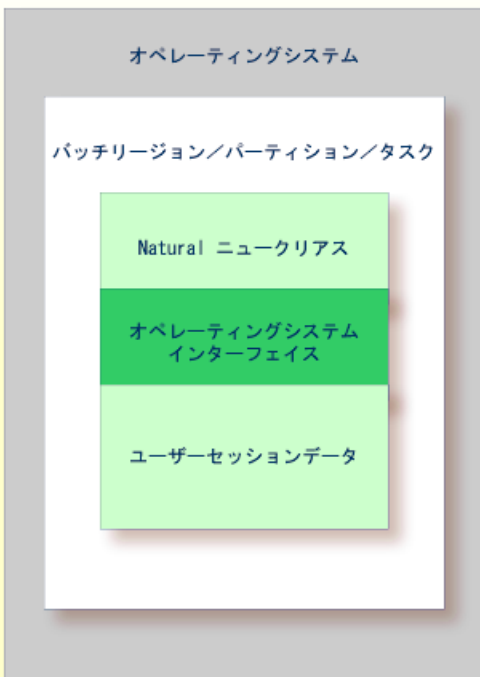 オペレーティングシステム
バッチリージョン／パーティション／タスク
Natural ニュークリアス
オペレーティングシステム
インターフェイス
ユーザーセッションデータ